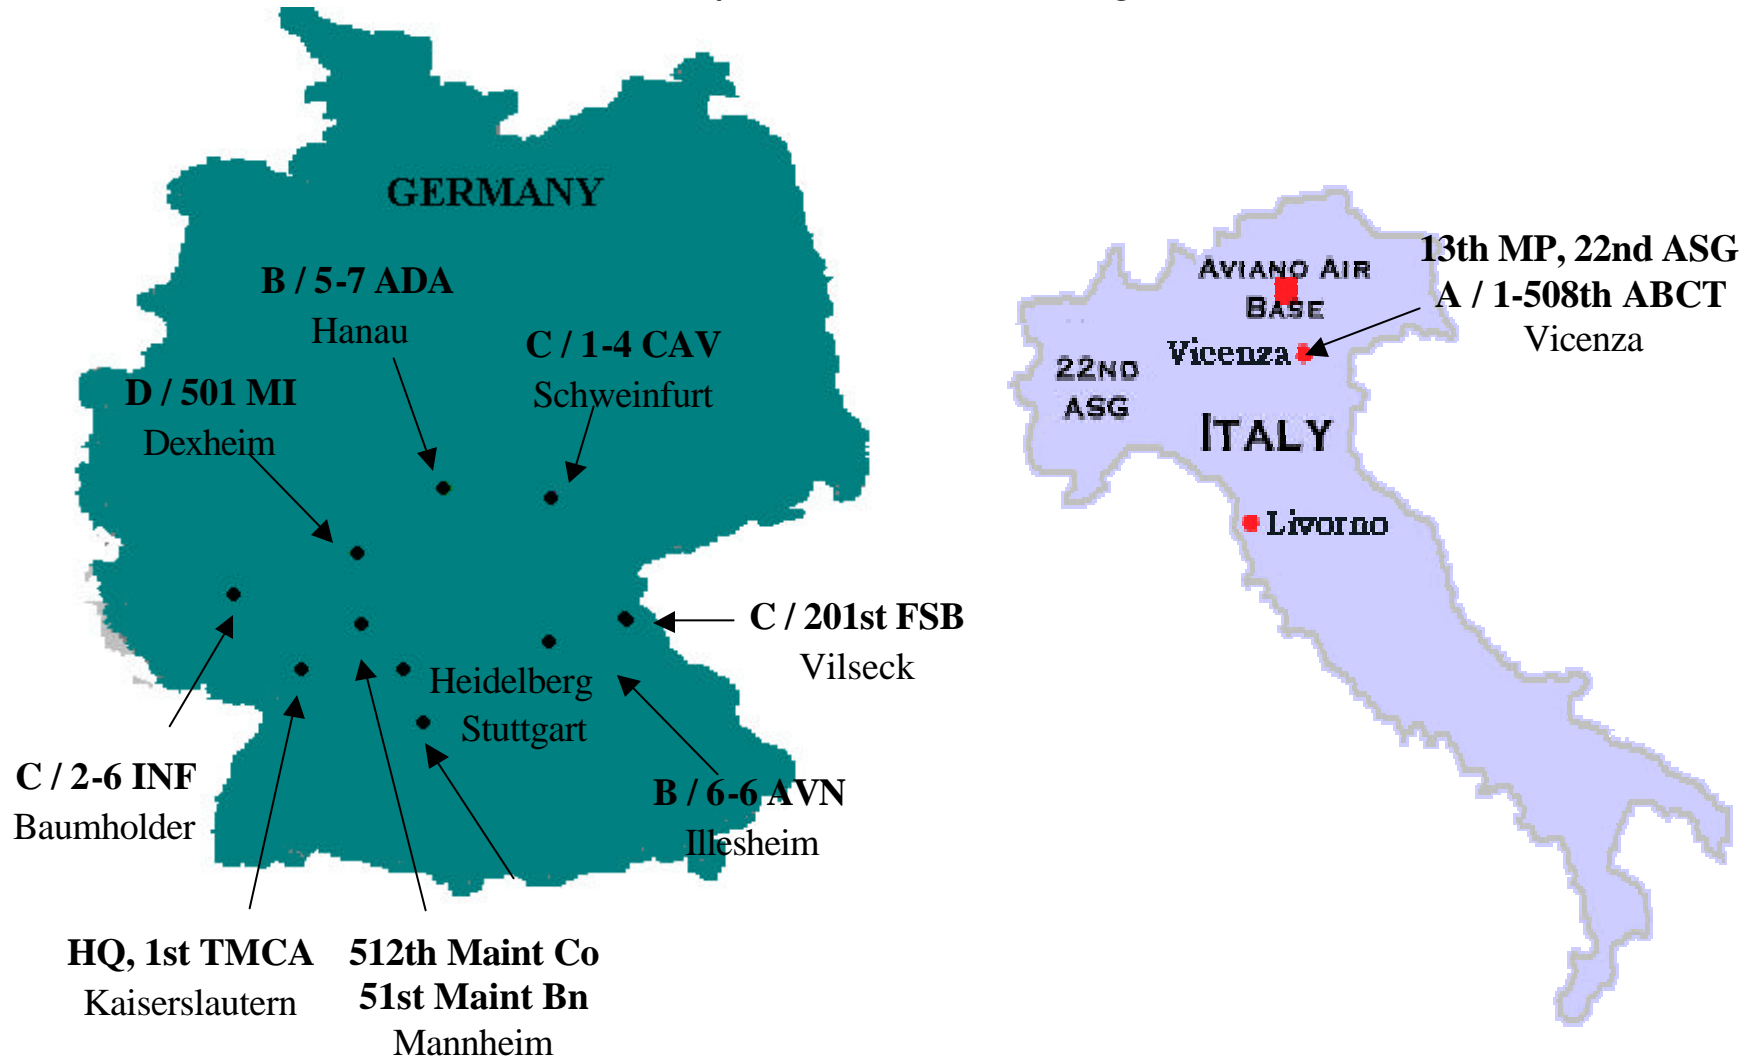 GERMANY
B / 5-7 ADA
Hanau
C / 1-4 CAV
Schweinfurt
D / 501 MI
Dexheim
C / 201st FSB
Vilseck
Heidelberg
Stuttgart
C / 2-6 INF
Baumholder
B / 6-6 AVN
Illesheim
HQ, 1st TMCA
Kaiserslautern
512th Maint Co
51st Maint Bn
Mannheim
13th MP, 22nd ASG
A / 1-508th ABCT
Vicenza
AVIANO AIR
BASE
Vicenza
22ND
ASG
ITALY
Livorno